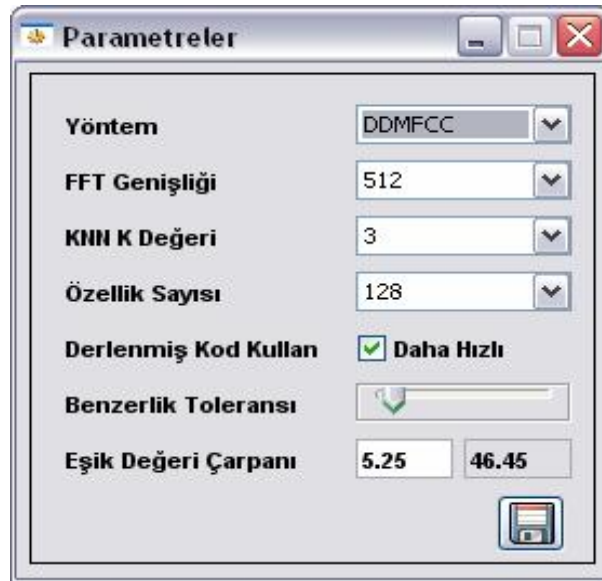 Parametreler
Yöntem DDMFCC
FFT Genişliği 512
KNN K Değeri 3
Özellik Sayısı 128
Derlenmiş Kod Kullan Daha Hızlı
Benzerlik Toleransı
Eşik Değeri Çarpanı 5.25 46.45